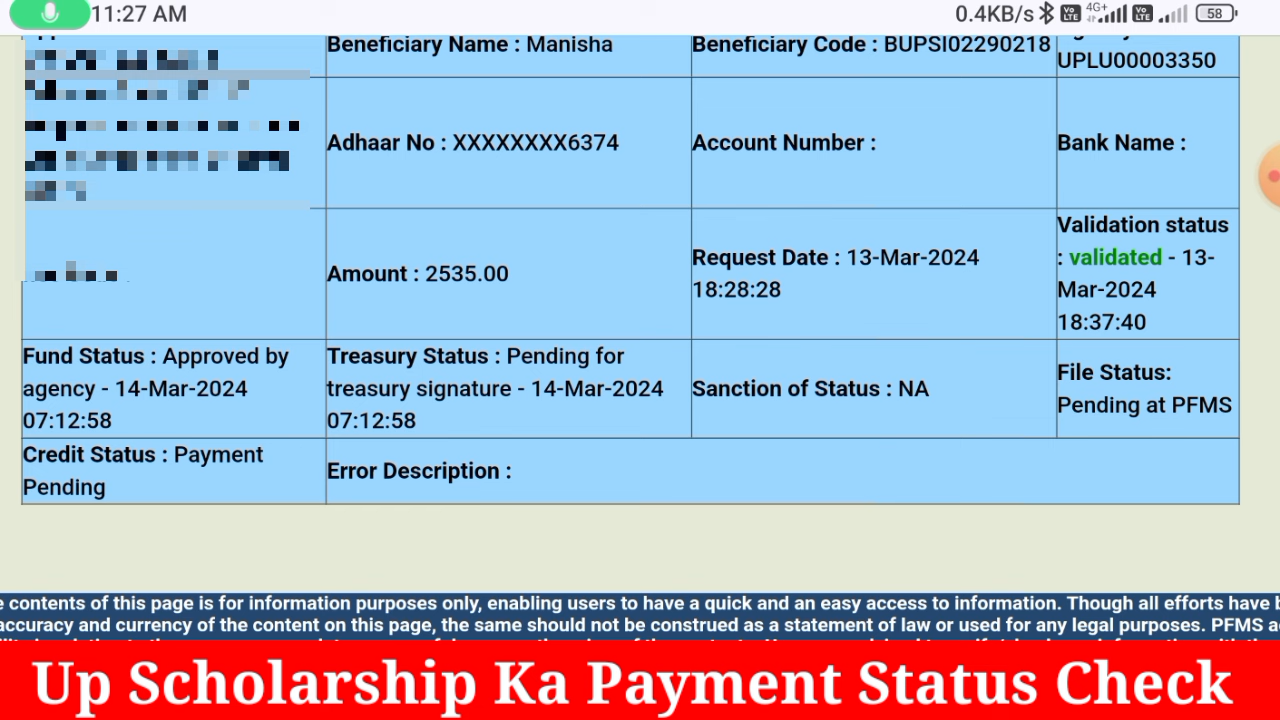 11:27 AM
0.4KB/s Vo LTE 4G+ Vo LTE 58
Beneficiary Name : Manisha
Beneficiary Code : BUPSI02290218
UPLU00003350
Adhaar No : XXXXXXXX6374
Account Number :
Bank Name :
Amount : 2535.00
Request Date : 13-Mar-2024
18:28:28
Validation status
: validated - 13-
Mar-2024
18:37:40
Fund Status : Approved by
agency - 14-Mar-2024
07:12:58
Treasury Status : Pending for
treasury signature - 14-Mar-2024
07:12:58
Sanction of Status : NA
File Status:
Pending at PFMS
Credit Status : Payment
Pending
Error Description :
contents of this page is for information purposes only, enabling users to have a quick and an easy access to information. Though all efforts have
accuracy and currency of the content on this page, the same should not be construed as a statement of law or used for any legal purposes. PFMS
Up Scholarship Ka Payment Status Check